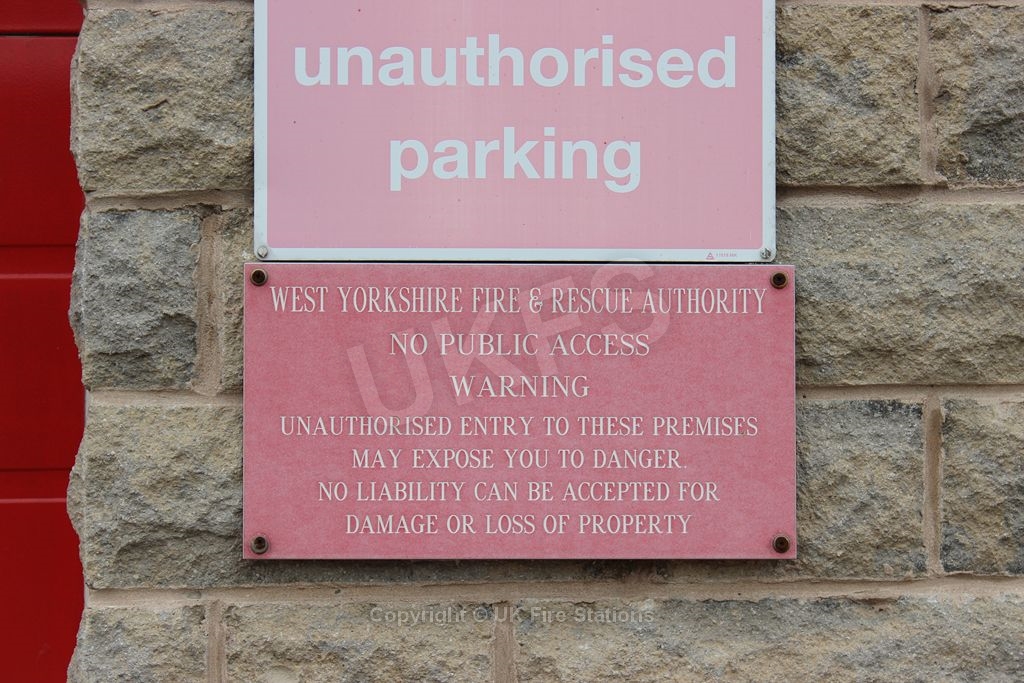 unauthorised
parking
WEST YORKSHIRE FIRE & RESCUE AUTHORITY
NO PUBLIC ACCESS
WARNING
UNAUTHORISED ENTRY TO THESE PREMISES
MAY EXPOSE YOU TO DANGER.
NO LIABILITY CAN BE ACCEPTED FOR
DAMAGE OR LOSS OF PROPERTY
UKFS
Copyright © UK Fire Stations